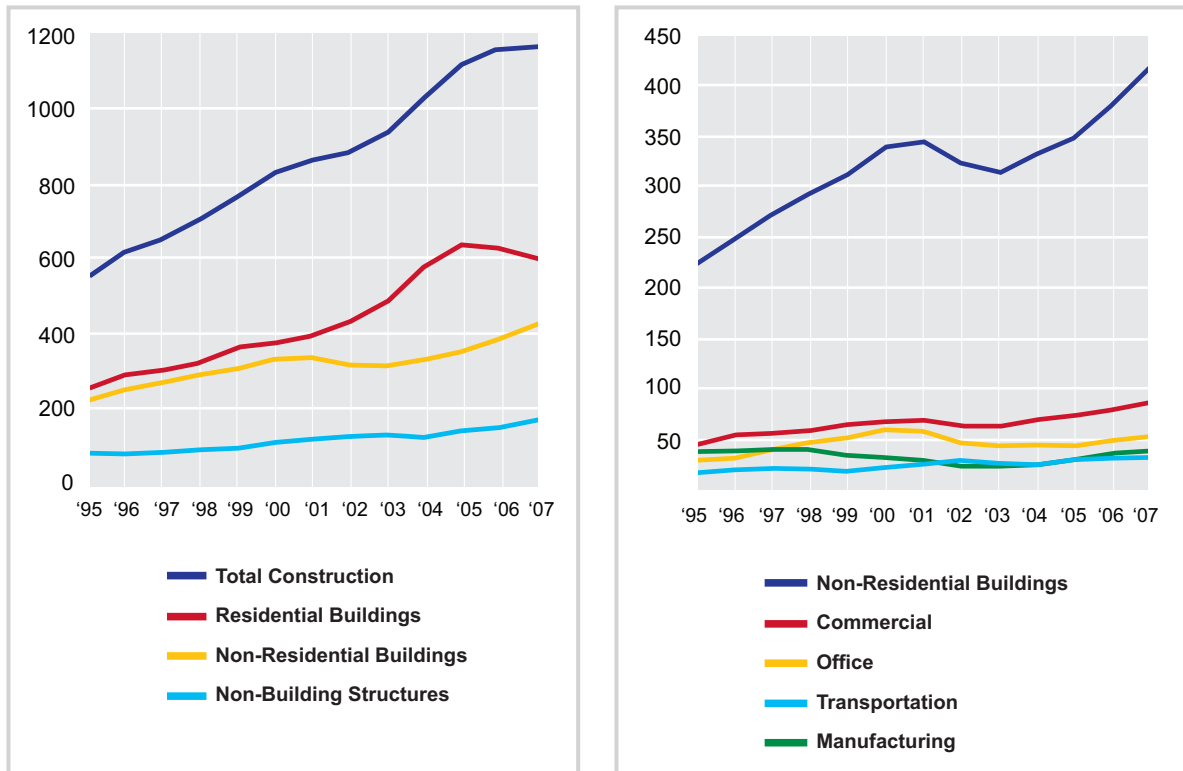 1200
1000
800
600
400
200
0
‘95 ‘96 ‘97 ‘98 ‘99 ‘00 ‘01 ‘02 ‘03 ‘04 ‘05 ‘06 ‘07
Total Construction
Residential Buildings
Non-Residential Buildings
Non-Building Structures
450
400
350
300
250
200
150
100
50
‘95 ‘96 ‘97 ‘98 ‘99 ‘00 ‘01 ‘02 ‘03 ‘04 ‘05 ‘06 ‘07
Non-Residential Buildings
Commercial
Office
Transportation
Manufacturing